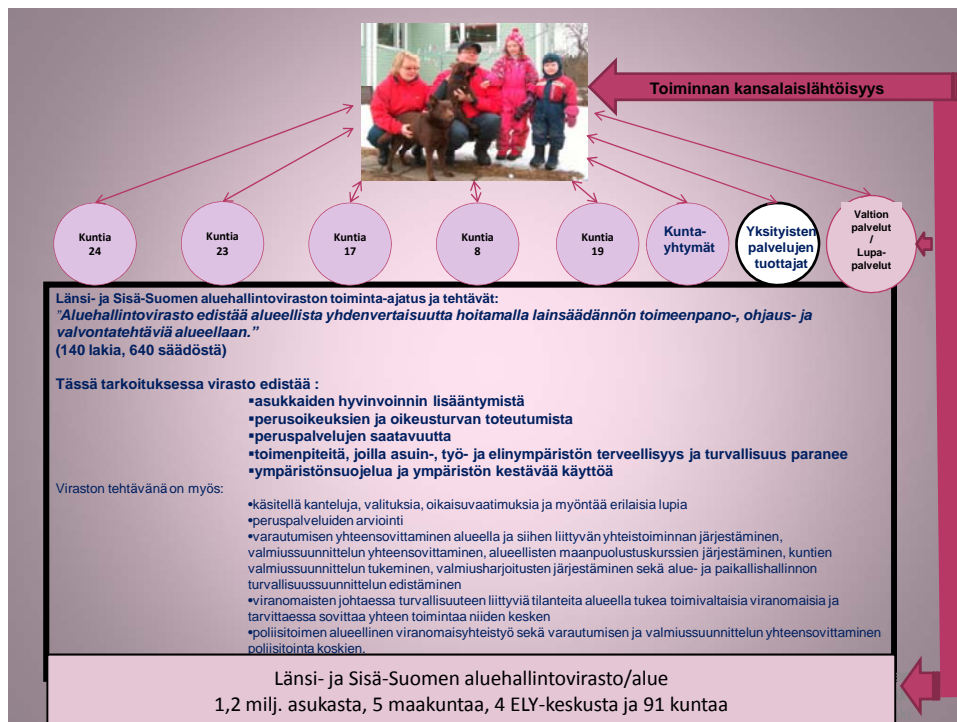 Toiminnan kansalaislähtöisyys
Kuntia
24
Kuntia
23
Kuntia
17
Kuntia
8
Kuntia
19
Kunta-
yhtymät
Yksityisten
palvelujen
tuottajat
Valtion
palvelut
/
Lupa-
palvelut
Länsi- ja Sisä-Suomen aluehallintoviraston toiminta-ajatus ja tehtävät:
"Aluehallintovirasto edistää alueellista yhdenvertaisuutta hoitamalla lainsäädännön toimeenpano-, ohjaus- ja
valvontatehtäviä alueellaan."
(140 lakia, 640 säädöstä)
Tässä tarkoituksessa virasto edistää :
▪asukkaiden hyvinvoinnin lisääntymistä
▪perusoikeuksien ja oikeusturvan toteutumista
▪peruspalvelujen saatavuutta
▪toimenpiteitä, joilla asuin-, työ- ja elinympäristön terveellisyys ja turvallisuus paranee
▪ympäristönsuojelua ja ympäristön kestävää käyttöä
Viraston tehtävänä on myös:
•käsitellä kanteluja, valituksia, oikaisuvaatimuksia ja myöntää erilaisia lupia
•peruspalveluiden arviointi
•varautumisen yhteensovittaminen alueella ja siihen liittyvän yhteistoiminnan järjestäminen,
valmiussuunnittelun yhteensovittaminen, alueellisten maanpuolustuskurssien järjestäminen, kuntien
valmiussuunnittelun tukeminen, valmiusharjoitusten järjestäminen sekä alue- ja paikallishallinnon
turvallisuussuunnittelun edistäminen
•viranomaisten johtaessa turvallisuuteen liittyviä tilanteita alueella tukea toimivaltaisia viranomaisia ja
tarvittaessa sovittaa yhteen toimintaa niiden kesken
•poliisitoimen alueellinen viranomaisyhteistyö sekä varautumisen ja valmiussuunnittelun yhteensovittaminen
poliisitointa koskien.
Länsi- ja Sisä-Suomen aluehallintovirasto/alue
1,2 milj. asukasta, 5 maakuntaa, 4 ELY-keskusta ja 91 kuntaa